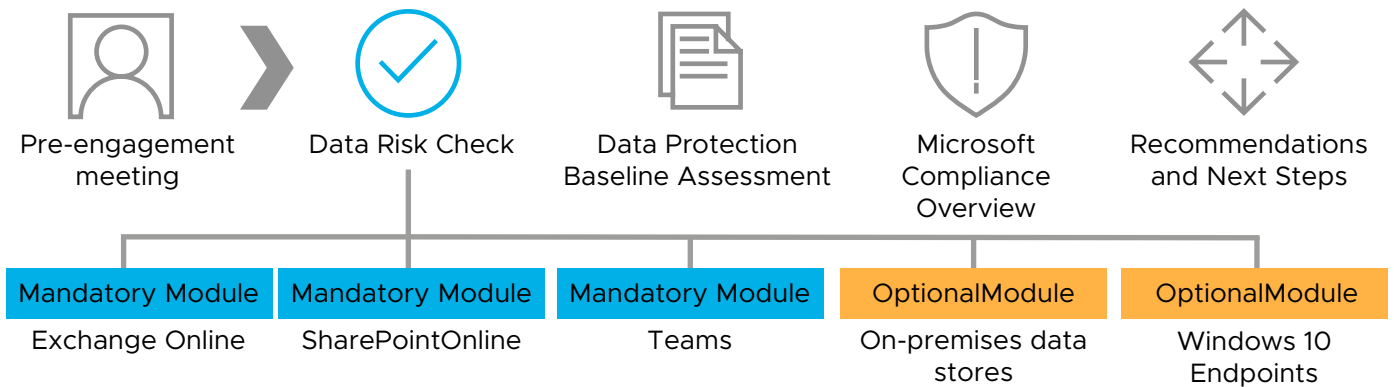 Pre-engagement
meeting
Data Risk Check
Data Protection
Baseline Assessment
Microsoft
Compliance
Overview
Recommendations
and Next Steps
Mandatory Module
Exchange Online
Mandatory Module
SharePointOnline
Mandatory Module
Teams
OptionalModule
On-premises data
stores
OptionalModule
Windows 10
Endpoints